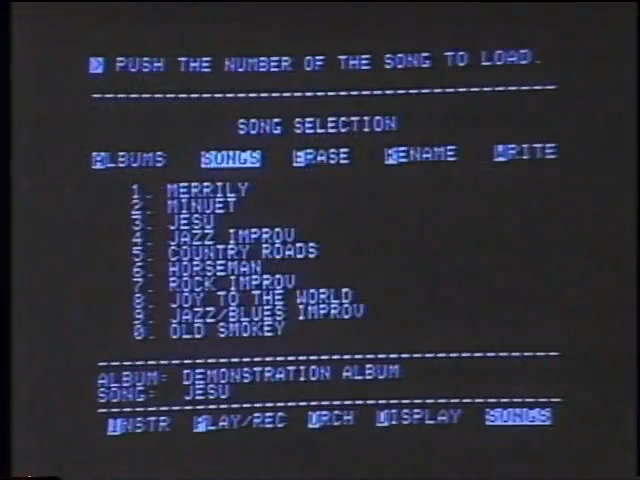 PUSH THE NUMBER OF THE SONG TO LOAD.
SONG SELECTION
ALBUMS SONGS ERASE RENAME WRITE
1. MERRILY
2. MINUET
3. JESU
4. JAZZ IMPROV
5. COUNTRY ROADS
6. HORSEMAN
7. ROCK IMPROV
8. JOY TO THE WORLD
9. JAZZ/BLUES IMPROV
0. OLD SMOKEY
ALBUM: DEMONSTRATION ALBUM
SONG: JESU
INSTR PLAY/REC ORCH DISPLAY SONGS